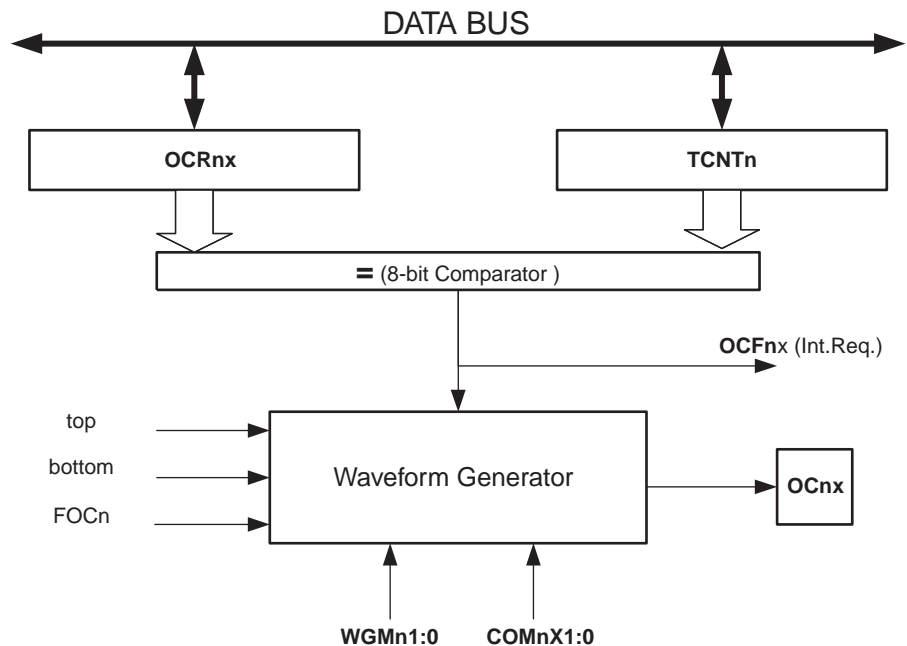 DATA BUS
OCRnx
TCNTn
= (8-bit Comparator )
OCFnx (Int.Req.)
top
bottom
FOCn
Waveform Generator
OCnx
WGMn1:0
COMnX1:0